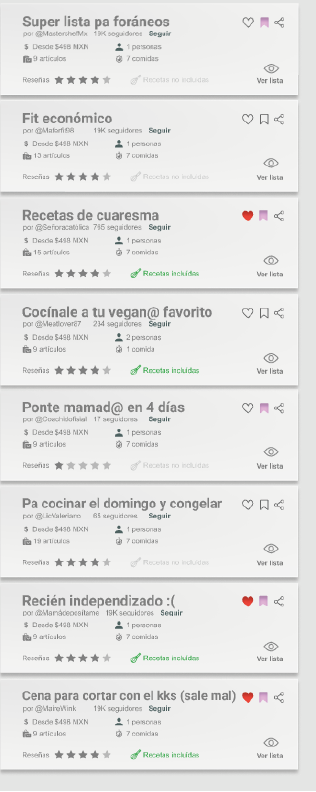 Super lista pa foráneos
por @MasterchefMx 19K seguidores Seguir
$ Desde $498 MXN 1 personas
9 artículos 7 comidas
Reseñas Recetas no incluidas
Ver lista
Fit económico
por 19K seguidores Seguir
$ Desde $498 MXN 1 personas
13 artículos 7 comidas
Reseñas Recetas no incluidas
Ver lista
Recetas de cuaresma
por @Señoracatolica 765 seguidores Seguir
$ Desde $498 MXN 1 personas
15 artículos 7 comidas
Reseñas Recetas incluidas
Ver lista
Cocínale a tu vegan@ favorito
por @Meatlover87 234 seguidores Seguir
$ Desde $498 MXN 2 personas
9 artículos 1 comida
Reseñas Recetas incluidas
Ver lista
Ponte mamad@ en 4 días
por seguidores Seguir
$ Desde $498 MXN 1 personas
9 artículos 7 comidas
Reseñas Recetas no incluidas
Ver lista
Pa cocinar el domingo y congelar
por @LicValeriano 65 seguidores Seguir
$ Desde $498 MXN 1 personas
19 artículos 7 comidas
Reseñas Recetas no incluidas
Ver lista
Recién independizado :(
por 19K seguidores Seguir
$ Desde $498 MXN 1 personas
9 artículos 7 comidas
Reseñas Recetas incluidas
Ver lista
Cena para cortar con el kks (sale mal)
por @MaireWink 19K seguidores Seguir
$ Desde $498 MXN 1 personas
9 artículos 7 comidas
Reseñas Recetas incluidas
Ver lista